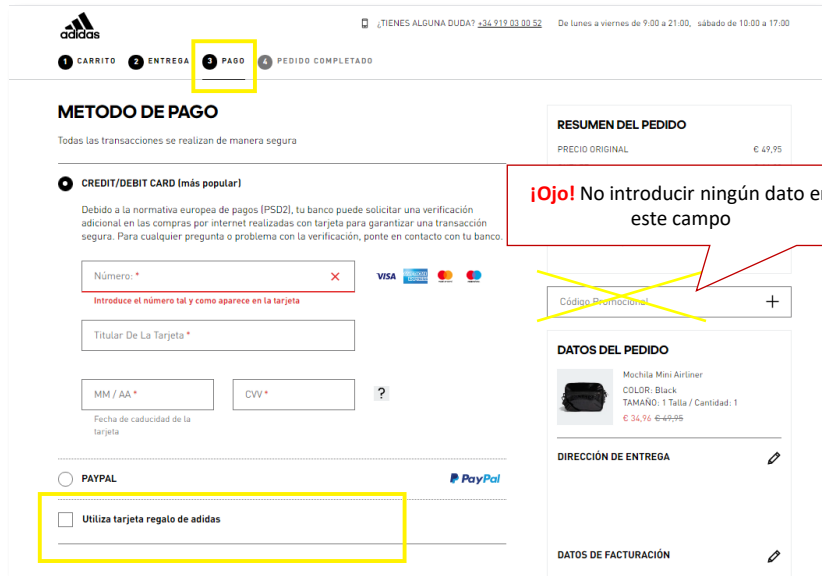 adidas
¿TIENES ALGUNA DUDA? +34 919 03 00 52 De lunes a viernes de 9:00 a 21:00, sábado de 10:00 a 17:00
1 CARRITO 2 ENTREGA 3 PAGO 4 PEDIDO COMPLETADO
METODO DE PAGO
Todas las transacciones se realizan de manera segura
CREDIT/DEBIT CARD (más popular)
Debido a la normativa europea de pagos (PSD2), tu banco puede solicitar una verificación
adicional en las compras por internet realizadas con tarjeta para garantizar una transacción
segura. Para cualquier pregunta o problema con la verificación, ponte en contacto con tu banco.
Número: *
VISA
Introduce el número tal y como aparece en la tarjeta
Titular De La Tarjeta *
MM / AA *
CVV *
?
Fecha de caducidad de la
tarjeta
PAYPAL
PayPal
Utiliza tarjeta regalo de adidas
RESUMEN DEL PEDIDO
PRECIO ORIGINAL € 49,95
¡Ojo! No introducir ningún dato en
este campo
Código Promocional
DATOS DEL PEDIDO
Mochila Mini Airliner
COLOR: Black
TAMAÑO: 1 Talla / Cantidad: 1
€ 34,96 € 49,95
DIRECCIÓN DE ENTREGA
DATOS DE FACTURACIÓN